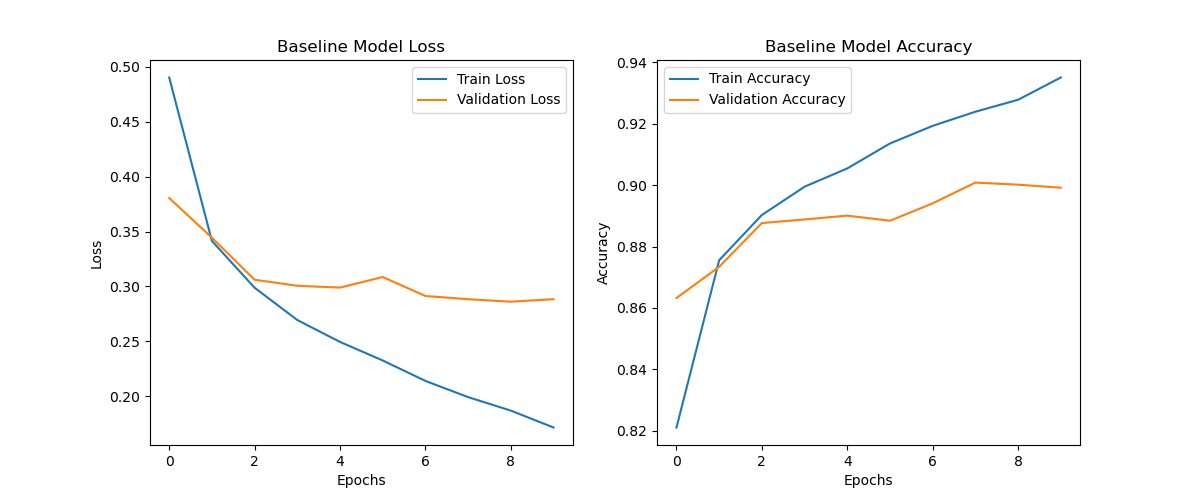 Baseline Model Loss
0.50
0.45
0.40
0.35
0.30
0.25
0.20
Loss
Train Loss
Validation Loss
0 2 4 6 8
Epochs
Baseline Model Accuracy
0.94
0.92
0.90
0.88
0.86
0.84
0.82
Accuracy
Train Accuracy
Validation Accuracy
0 2 4 6 8
Epochs